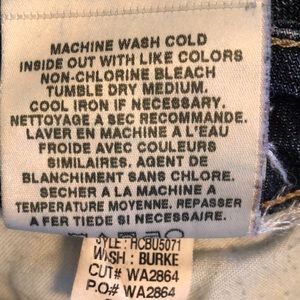 MACHINE WASH COLD
INSIDE OUT WITH LIKE COLORS
NON-CHLORINE BLEACH
TUMBLE DRY MEDIUM.
COOL IRON IF NECESSARY.
NETTOYAGE A SEC RECOMMANDE.
LAVER EN MACHINE A L'EAU
FROIDE AVEC COULEURS
SIMILAIRES. AGENT DE
BLANCHIMENT SANS CHLORE.
SECHER A LA MACHINE A
TEMPERATURE MOYENNE. REPASSER
A FER TIEDE SI NECESSAIRE.
STYLE: HCBU5071
WASH: BURKE
CUT# WA2864
P.O# WA2864